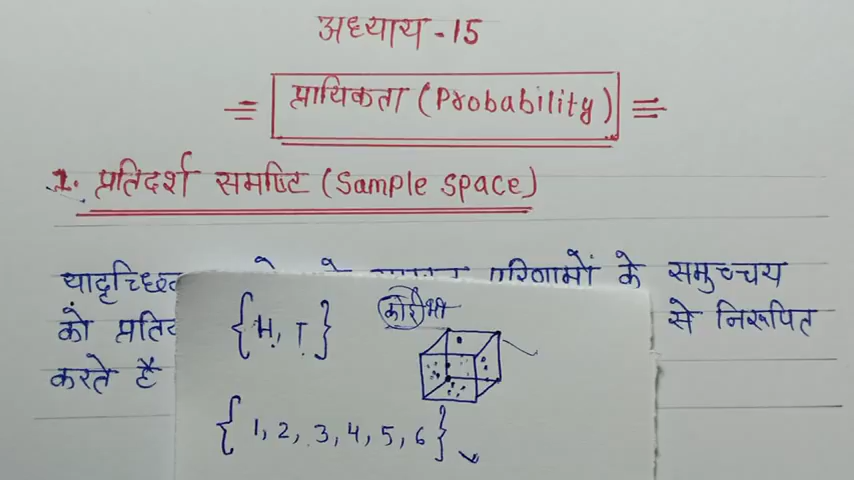 अध्याय - 15
प्रायिकता (Probability)
1. प्रतिदर्श समष्टि (Sample space)
परिणामों के समुच्चय
को
से निरूपित
करते है
{H, T}
{1, 2, 3, 4, 5, 6}